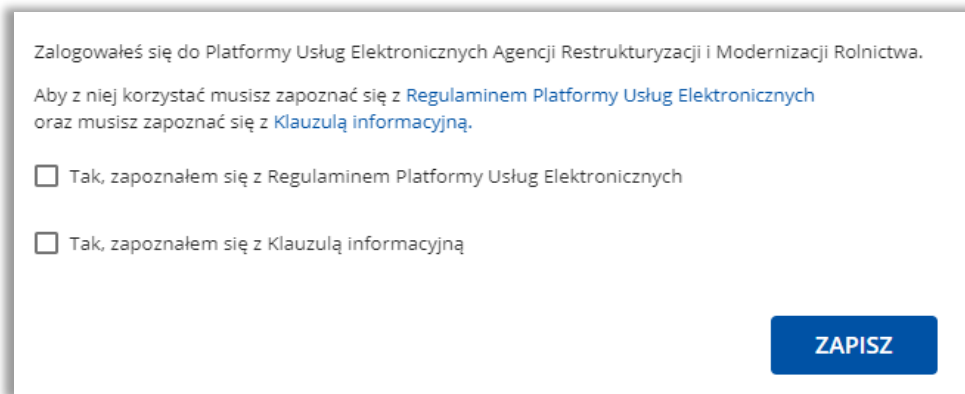 Zalogowałeś się do Platformy Usług Elektronicznych Agencji Restrukturyzacji i Modernizacji Rolnictwa.
Aby z niej korzystać musisz zapoznać się z Regulaminem Platformy Usług Elektronicznych
oraz musisz zapoznać się z Klauzulą informacyjną.
Tak, zapoznałem się z Regulaminem Platformy Usług Elektronicznych
Tak, zapoznałem się z Klauzulą informacyjną
ZAPISZ